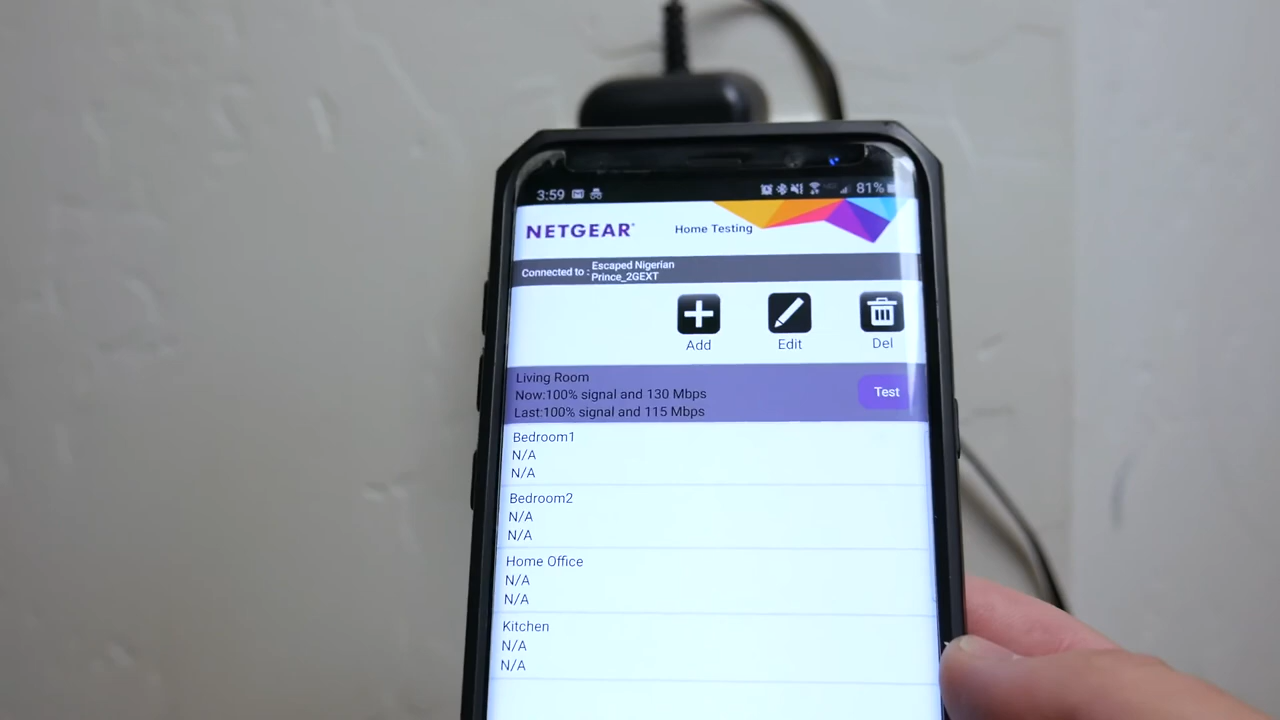 3:59 81%
NETGEAR Home Testing
Connected to : Escaped Nigerian
Prince_2GEXT
Add Edit Del
Living Room
Now:100% signal and 130 Mbps
Last:100% signal and 115 Mbps
Test
Bedroom1
N/A
N/A
Bedroom2
N/A
N/A
Home Office
N/A
N/A
Kitchen
N/A
N/A